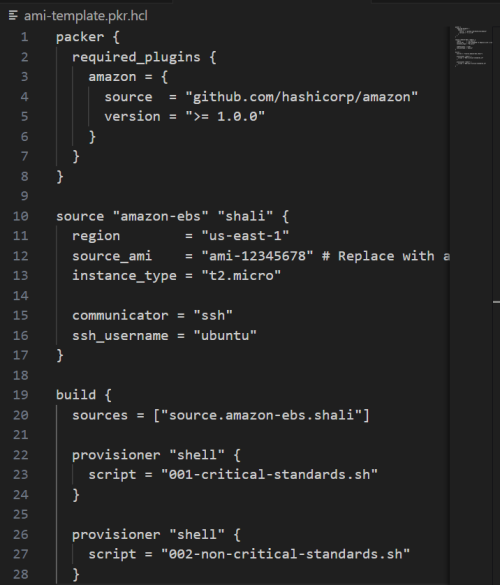 ami-template.pkr.hcl
1 packer {
2   required_plugins {
3     amazon = {
4       source  = "github.com/hashicorp/amazon"
5       version = ">= 1.0.0"
6     }
7   }
8 }
9
10 source "amazon-ebs" "shali" {
11   region        = "us-east-1"
12   source_ami    = "ami-12345678" # Replace with a
13   instance_type = "t2.micro"
14
15   communicator = "ssh"
16   ssh_username = "ubuntu"
17 }
18
19 build {
20   sources = ["source.amazon-ebs.shali"]
21
22   provisioner "shell" {
23     script = "001-critical-standards.sh"
24   }
25
26   provisioner "shell" {
27     script = "002-non-critical-standards.sh"
28   }